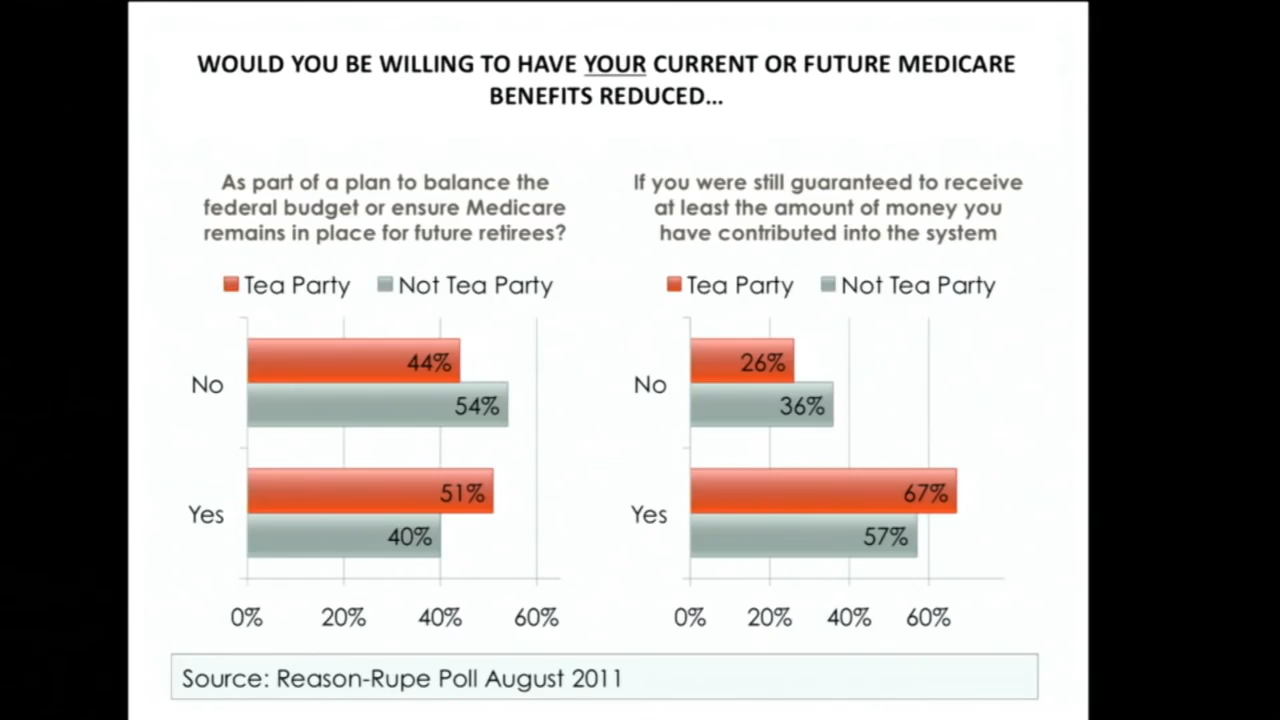 WOULD YOU BE WILLING TO HAVE YOUR CURRENT OR FUTURE MEDICARE
BENEFITS REDUCED...
As part of a plan to balance the
federal budget or ensure Medicare
remains in place for future retirees?
Tea Party Not Tea Party
No
44%
54%
Yes
51%
40%
0% 20% 40% 60%
If you were still guaranteed to receive
at least the amount of money you
have contributed into the system
Tea Party Not Tea Party
No
26%
36%
Yes
67%
57%
0% 20% 40% 60%
Source: Reason-Rupe Poll August 2011